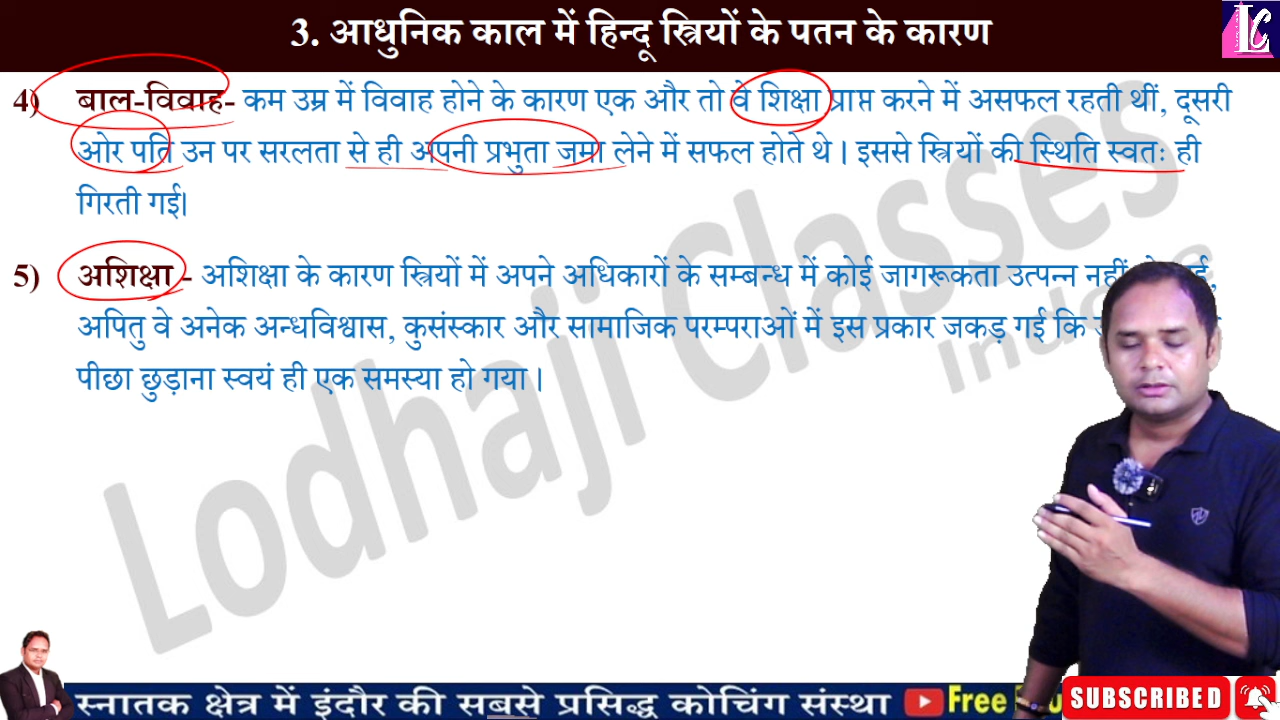 3. आधुनिक काल में हिन्दू स्त्रियों के पतन के कारण
LC
4) बाल-विवाह- कम उम्र में विवाह होने के कारण एक और तो वे शिक्षा प्राप्त करने में असफल रहती थीं, दूसरी
ओर पति उन पर सरलता से ही अपनी प्रभुता जमा लेने में सफल होते थे । इससे स्त्रियों की स्थिति स्वतः ही
गिरती गई।
5) अशिक्षा - अशिक्षा के कारण स्त्रियों में अपने अधिकारों के सम्बन्ध में कोई जागरूकता उत्पन्न नहीं
अपितु वे अनेक अन्धविश्वास, कुसंस्कार और सामाजिक परम्पराओं में इस प्रकार जकड़ गई कि
पीछा छुड़ाना स्वयं ही एक समस्या हो गया ।
Lodhaji Classes
स्नातक क्षेत्र में इंदौर की सबसे प्रसिद्ध कोचिंग संस्था Free
SUBSCRIBED